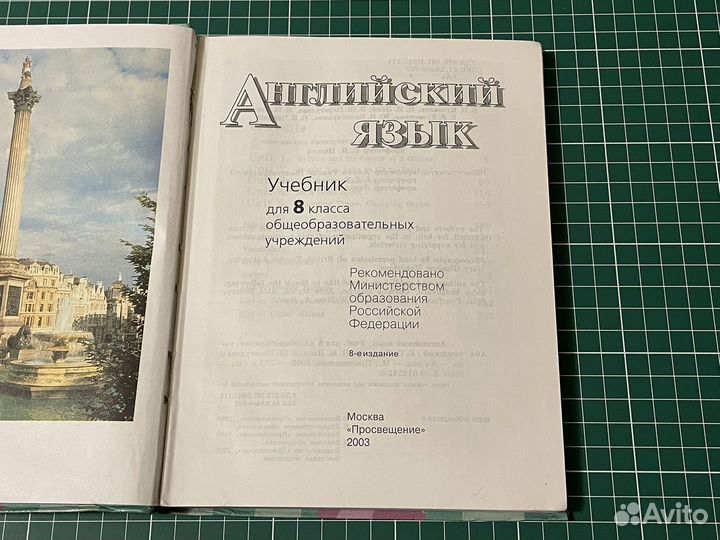 Английский
язык
Учебник
для 8 класса
общеобразовательных
учреждений
Рекомендовано
Министерством
образования
Российской
Федерации
8-е издание
Москва
«Просвещение»
2003
Avito